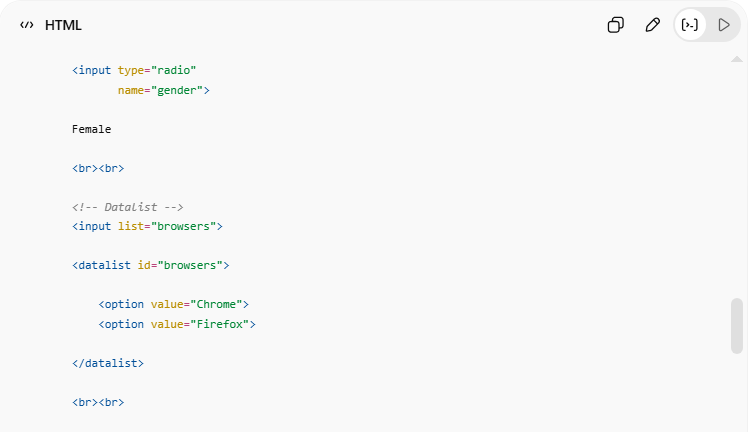 HTML
<input type="radio"
name="gender">
Female
<br><br>
<!-- Datalist -->
<input list="browsers">
<datalist id="browsers">
<option value="Chrome">
<option value="Firefox">
</datalist>
<br><br>